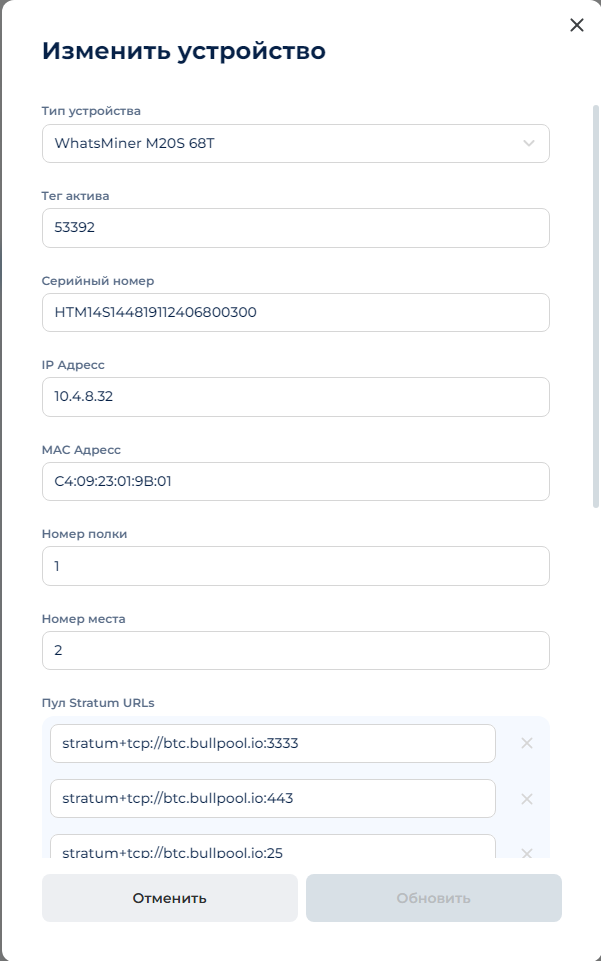 Изменить устройство
Тип устройства
WhatsMiner M20S 68T
Тег актива
53392
Серийный номер
HTM14S144819112406800300
IP Адресс
10.4.8.32
MAC Адресс
C4:09:23:01:9B:01
Номер полки
1
Номер места
2
Пул Stratum URLs
stratum+tcp://btc.bullpool.io:3333
stratum+tcp://btc.bullpool.io:443
stratum+tcp://btc.bullpool.io:25
Отменить
Обновить